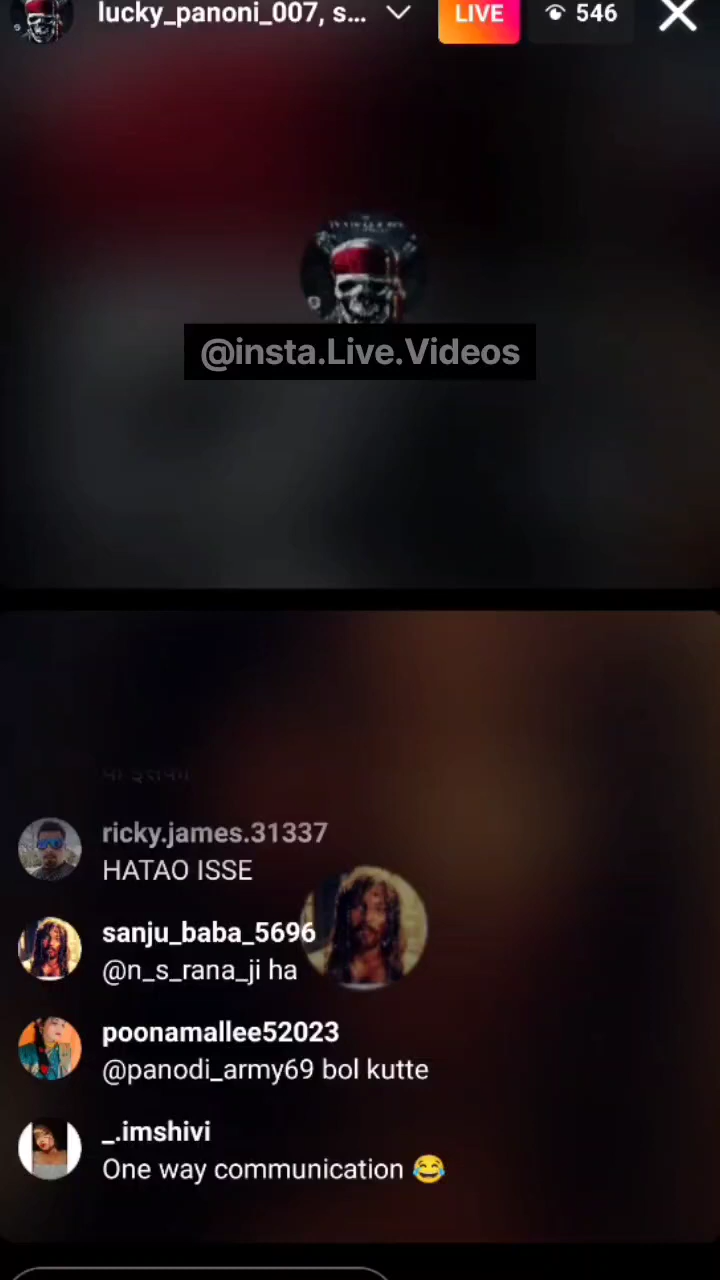 lucky_panoni_007, s...
LIVE
546
@insta.Live.Videos
ricky.james.31337
HATAO ISSE
sanju_baba_5696
@n_s_rana_ji ha
poonamallee52023
@panodi_army69 bol kutte
_.imshivi
One way communication 😂